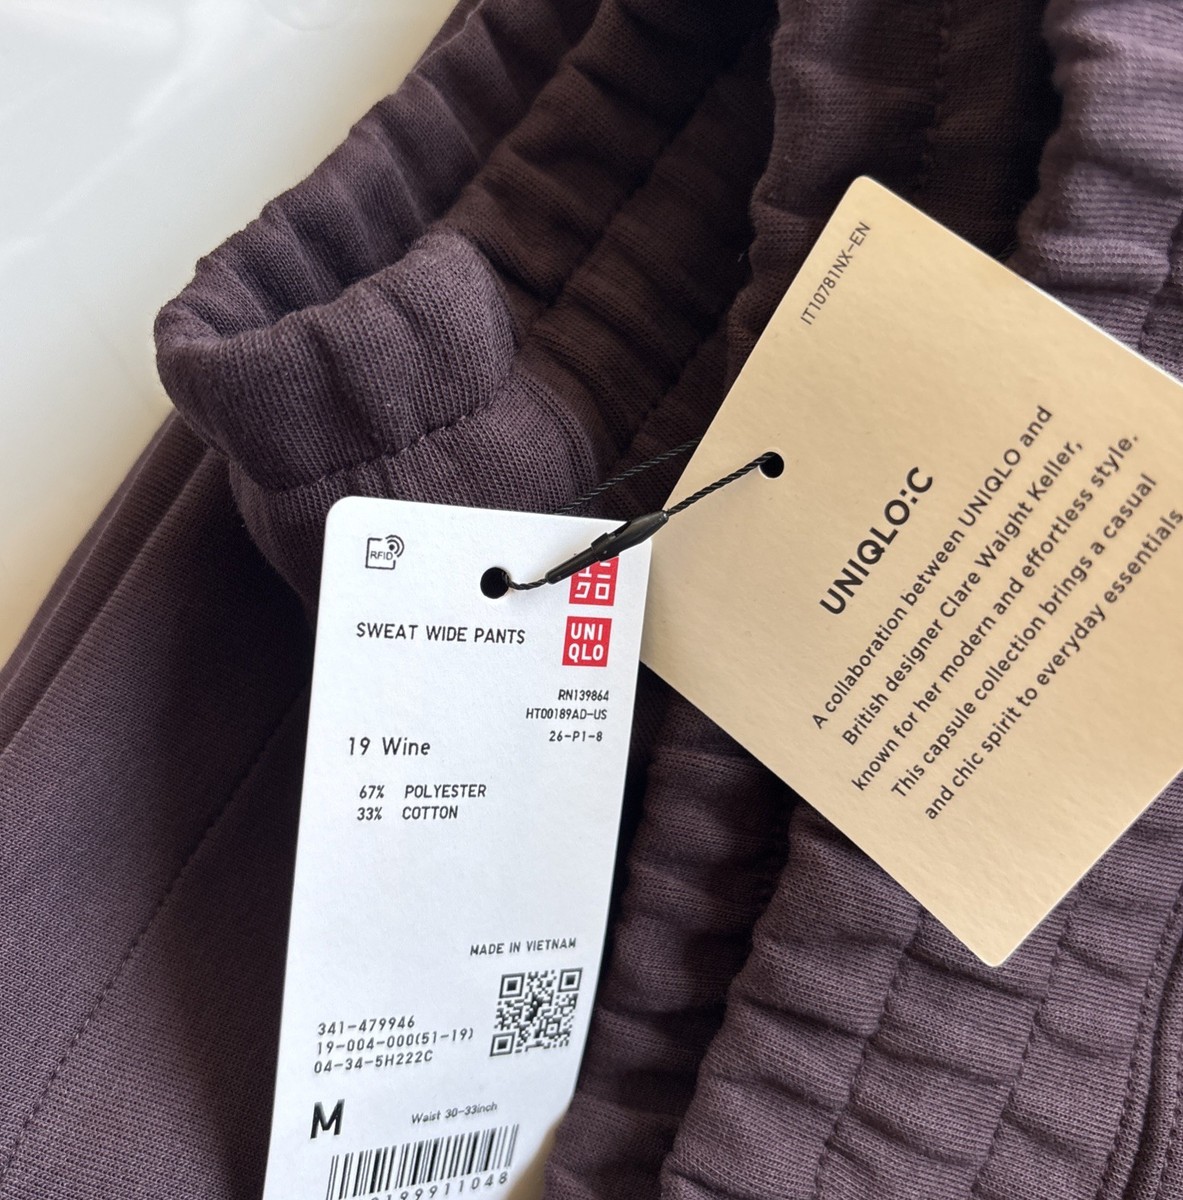 RFID
SWEAT WIDE PANTS
UNI
QLO
RN139864
HT00189AD-US
26-P1-8
19 Wine
67% POLYESTER
33% COTTON
MADE IN VIETNAM
341-479946
19-004-000(51-19)
04-34-5H222C
M
Waist 30-33inch
199911048
IT10781NX-EN
UNIQLO:C
A collaboration between UNIQLO and
British designer Clare Waight Keller,
known for her modern and effortless style.
This capsule collection brings a casual
and chic spirit to everyday essentials